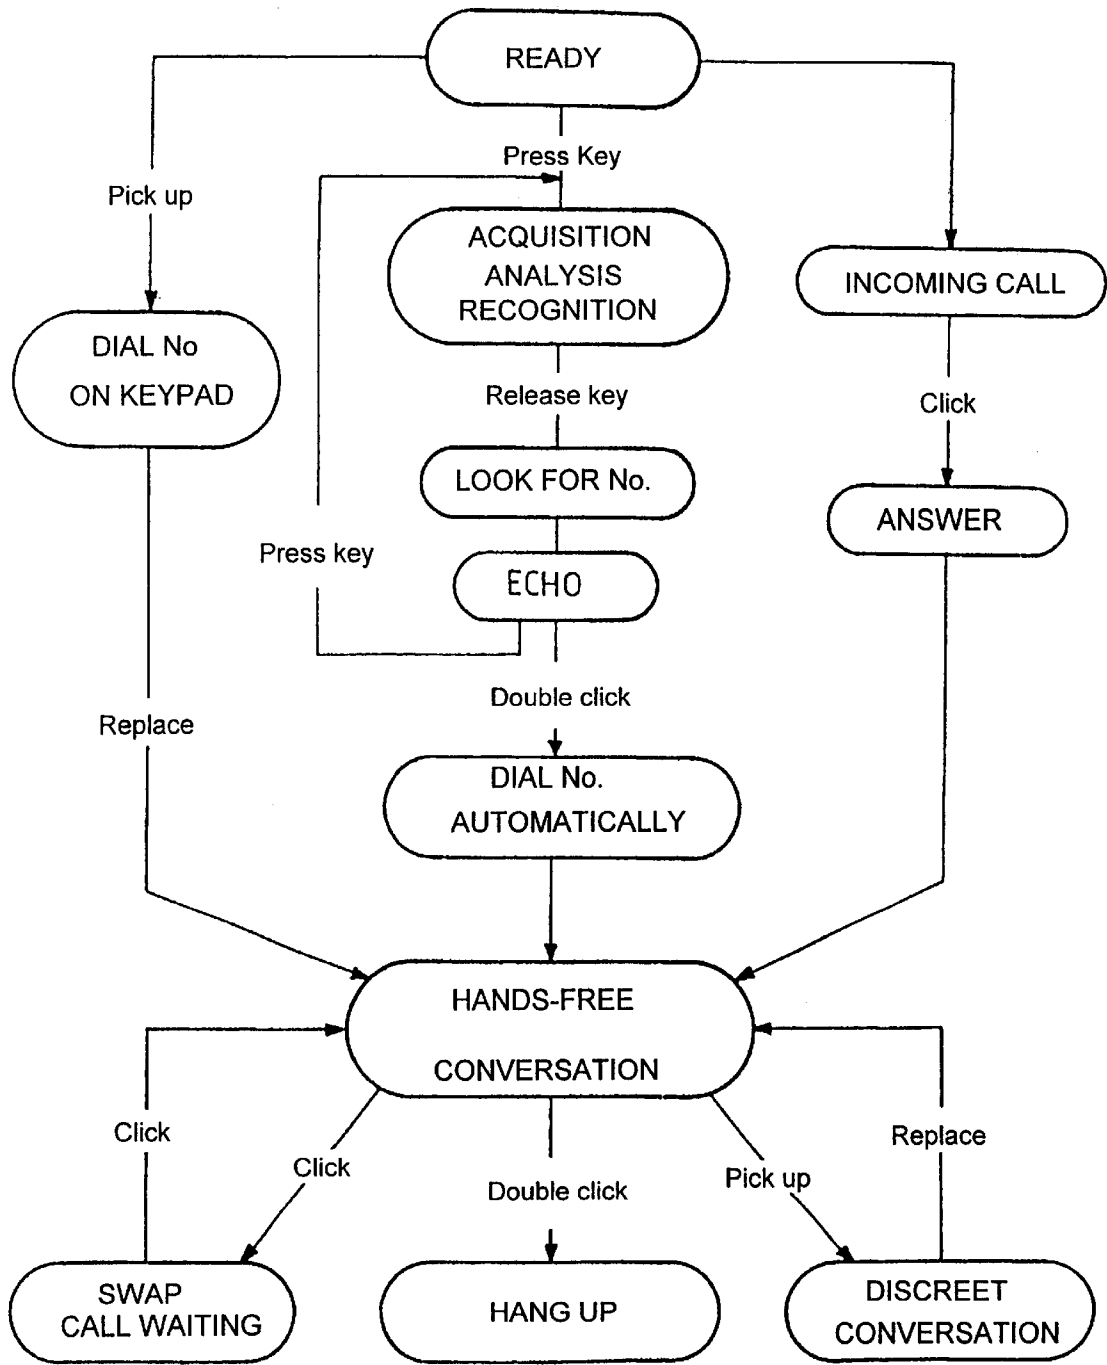 READY
Press Key
Pick up
ACQUISITION
ANALYSIS
RECOGNITION
INCOMING CALL
DIAL No
ON KEYPAD
Release key
Click
LOOK FOR No.
ANSWER
Press key
ECHO
Double click
Replace
DIAL No.
AUTOMATICALLY
HANDS-FREE
CONVERSATION
Click
Click
Double click
Pick up
Replace
SWAP
CALL WAITING
HANG UP
DISCREET
CONVERSATION